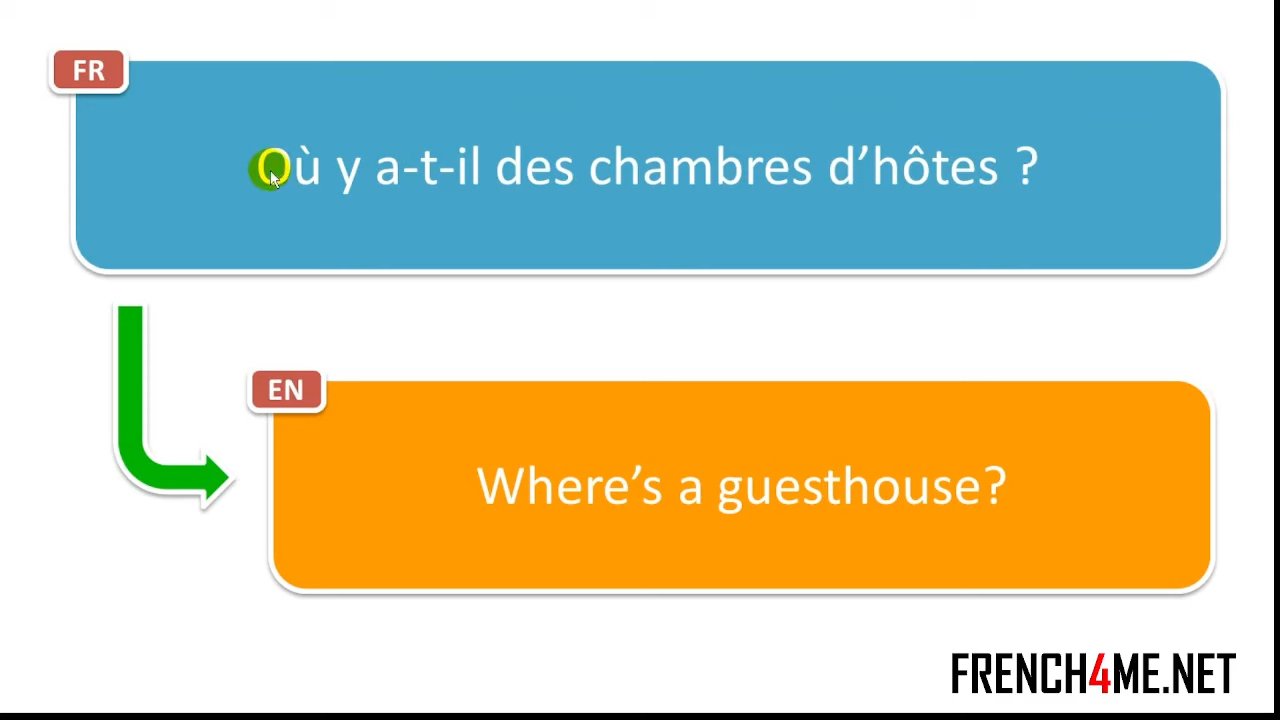 FR
Où y a-t-il des chambres d’hôtes ?
EN
Where’s a guesthouse?
FRENCH4ME.NET